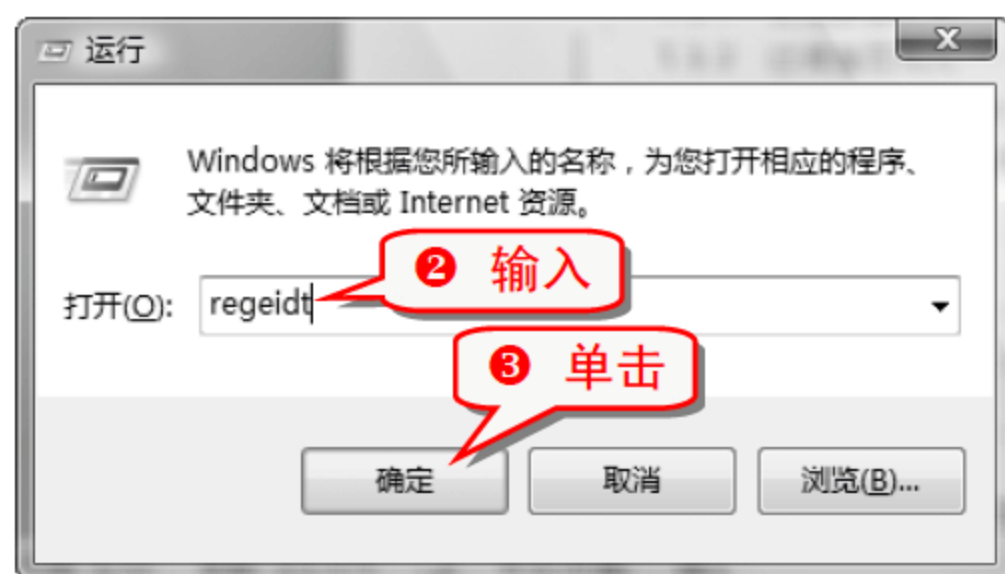 运行
Windows 将根据您所输入的名称，为您打开相应的程序、
文件夹、文档或 Internet 资源。
❷ 输入
打开(O): regeidt
❸ 单击
确定 取消 浏览(B)...